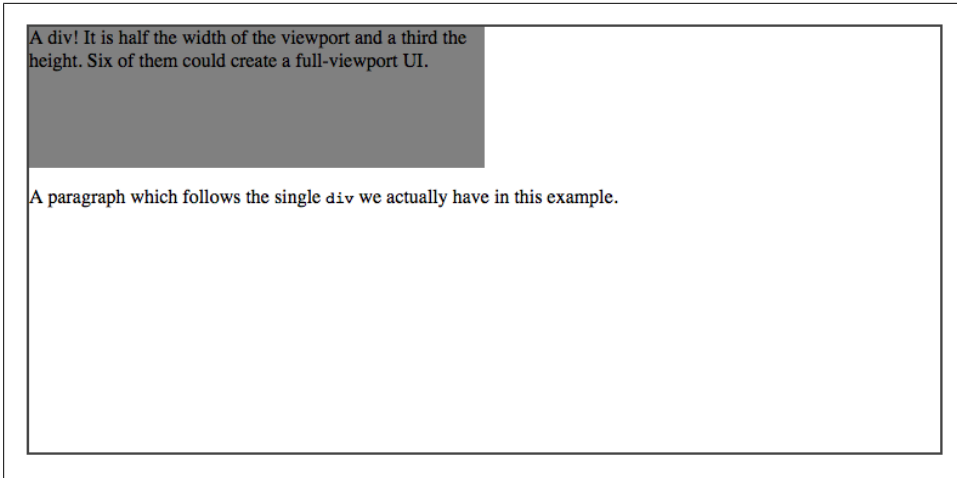 A div! It is half the width of the viewport and a third the
height. Six of them could create a full-viewport UI.
A paragraph which follows the single div we actually have in this example.